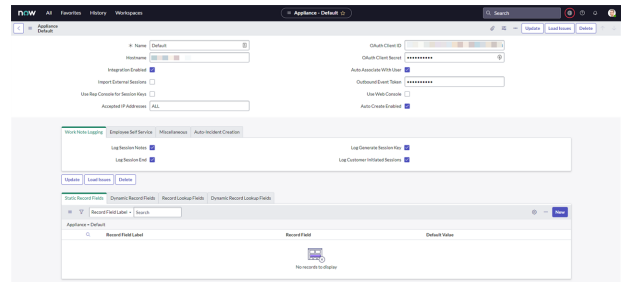 now All Favorites History Workspaces Appliance - Default Search
Appliance
Default
Update Load Issues Delete
* Name Default OAuth Client ID
Hostname OAuth Client Secret
Integration Enabled Auto Associate With User
Import External Sessions Outbound Event Token
Use Rep Console for Session Keys Use Web Console
Accepted IP Addresses ALL Auto Create Enabled
Work Note Logging Employee Self Service Miscellaneous Auto-Incident Creation
Log Session Notes Log Generate Session Key
Log Session End Log Customer Initiated Sessions
Update Load Issues Delete
Static Record Fields Dynamic Record Fields Record Lookup Fields Dynamic Record Lookup Fields
Record Field Label Search New
Appliance = Default
Record Field Label Record Field Default Value
No records to display